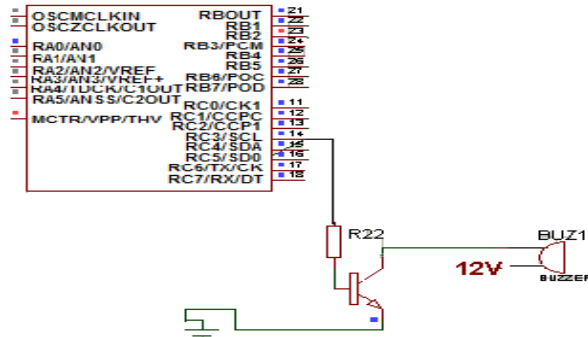 OSCMCLKIN
OSCZCLKOUT
RA0/AN0
RA1/AN1
RA2/AN2/VREF
RA3/AN3/VREF+
RA4/TDCK/C1OUT
RA5/ANSS/C2OUT
MCTR/VPP/THV
RBOUT 21
RB1 22
RB2 23
RB3/PCM 24
RB4 25
RB5 26
RB6/POC 27
RB7/POD 28
RC0/CK1 11
RC1/CCPC 12
RC2/CCP1 13
RC3/SCL 14
RC4/SDA 15
RC5/SD0 16
RC6/TX/CK 17
RC7/RX/DT 18
R22
BUZ1
12V
BUZZER